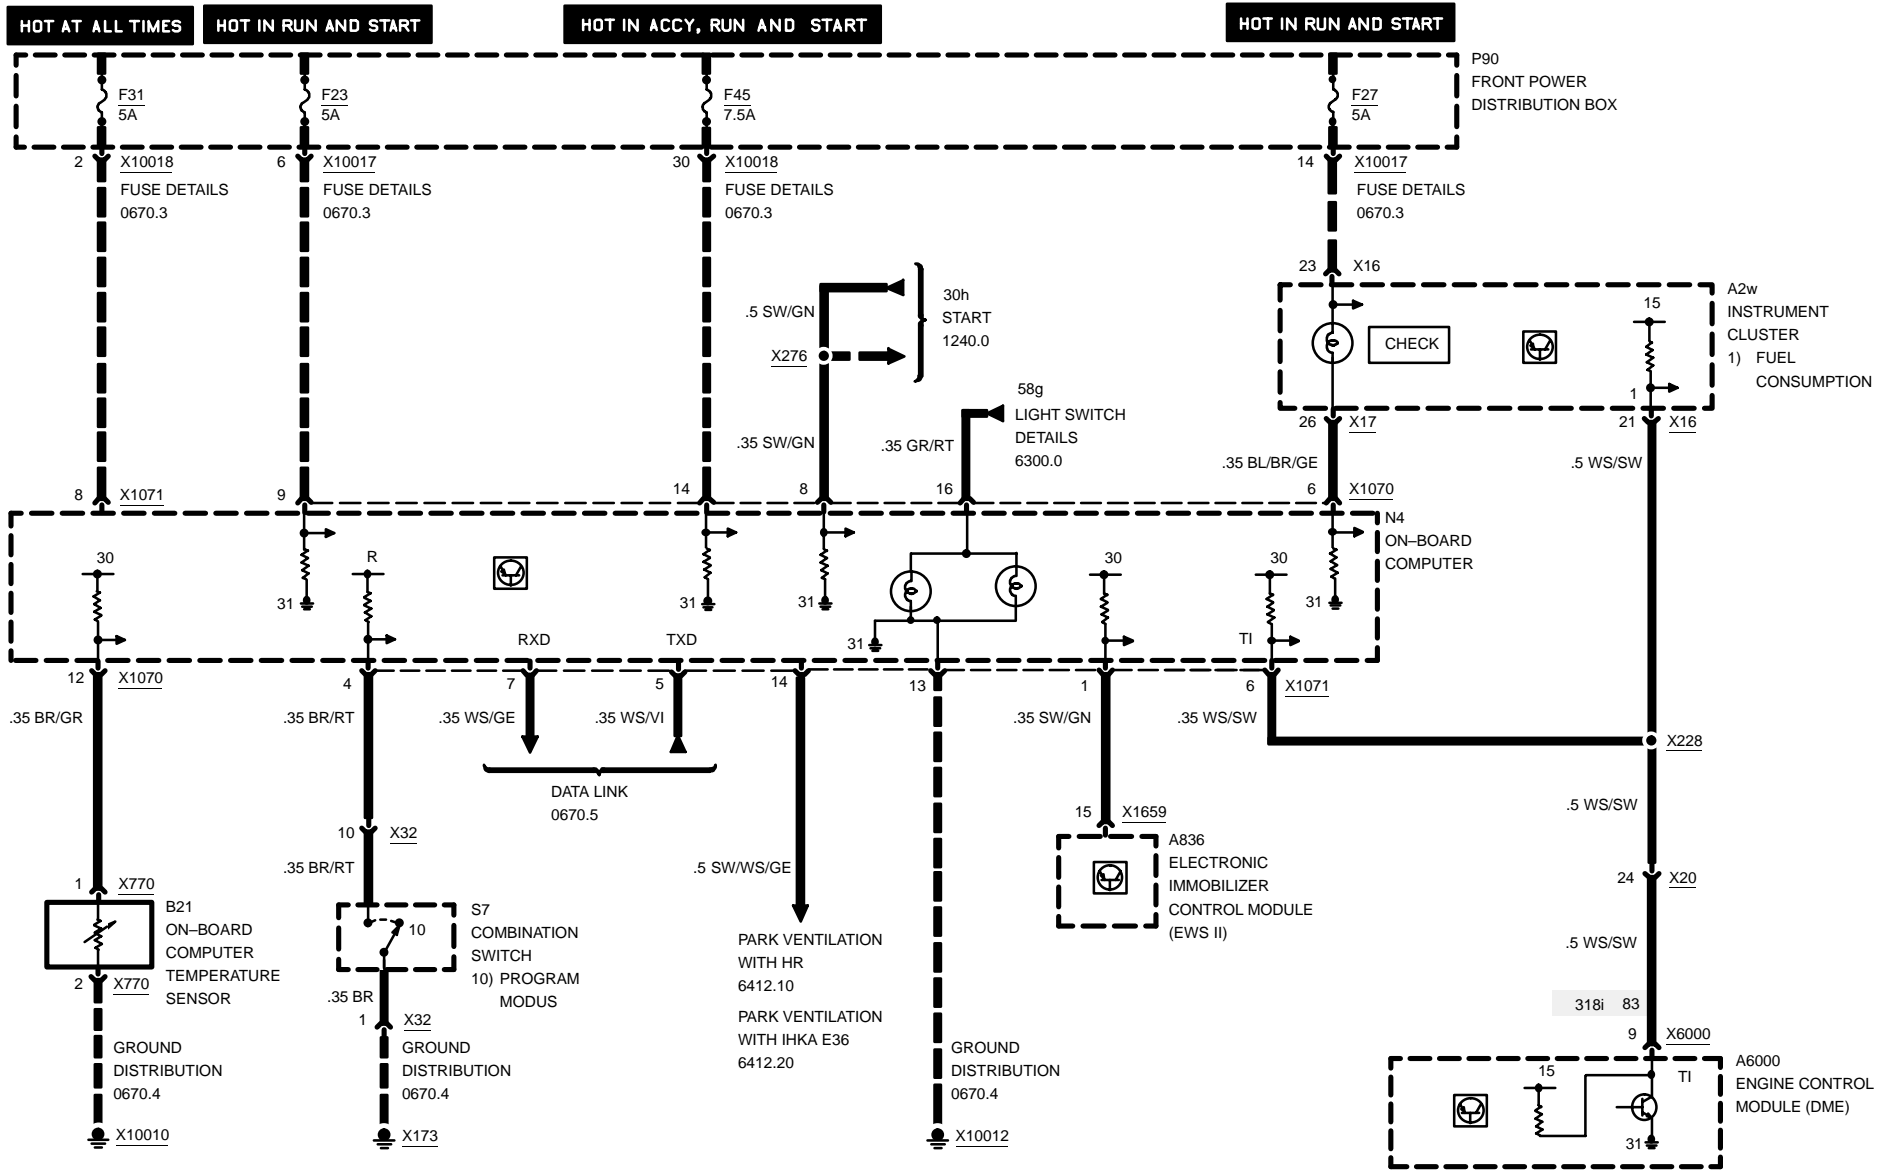 HOT AT ALL TIMES
HOT IN RUN AND START
HOT IN ACCY, RUN AND START
HOT IN RUN AND START
P90
FRONT POWER
DISTRIBUTION BOX
F31
5A
F23
5A
F45
7.5A
F27
5A
2 X10018
FUSE DETAILS
0670.3
6 X10017
FUSE DETAILS
0670.3
30 X10018
FUSE DETAILS
0670.3
14 X10017
FUSE DETAILS
0670.3
23 X16
A2w
INSTRUMENT
CLUSTER
1) FUEL
CONSUMPTION
CHECK
15
1
30h
START
1240.0
.5 SW/GN
X276
.35 SW/GN
58g
LIGHT SWITCH
DETAILS
6300.0
.35 GR/RT
26 X17
21 X16
.35 BL/BR/GE
.5 WS/SW
8 X1071
9
14
8
16
6 X1070
N4
ON–BOARD
COMPUTER
30
31
R
31
31
31
30
30
31
RXD
TXD
TI
12 X1070
4
7
5
14
13
1
6 X1071
.35 BR/GR
.35 BR/RT
.35 WS/GE
.35 WS/VI
.35 SW/GN
.35 WS/SW
X228
DATA LINK
0670.5
.5 WS/SW
10 X32
.35 BR/RT
.5 SW/WS/GE
15 X1659
A836
ELECTRONIC
IMMOBILIZER
CONTROL MODULE
(EWS II)
24 X20
.5 WS/SW
1 X770
B21
ON–BOARD
COMPUTER
TEMPERATURE
SENSOR
2 X770
10
S7
COMBINATION
SWITCH
10) PROGRAM
MODUS
.35 BR
1 X32
PARK VENTILATION
WITH HR
6412.10
PARK VENTILATION
WITH IHKA E36
6412.20
318i 83
9 X6000
GROUND
DISTRIBUTION
0670.4
GROUND
DISTRIBUTION
0670.4
GROUND
DISTRIBUTION
0670.4
A6000
ENGINE CONTROL
MODULE (DME)
15
TI
31
X10010
X173
X10012